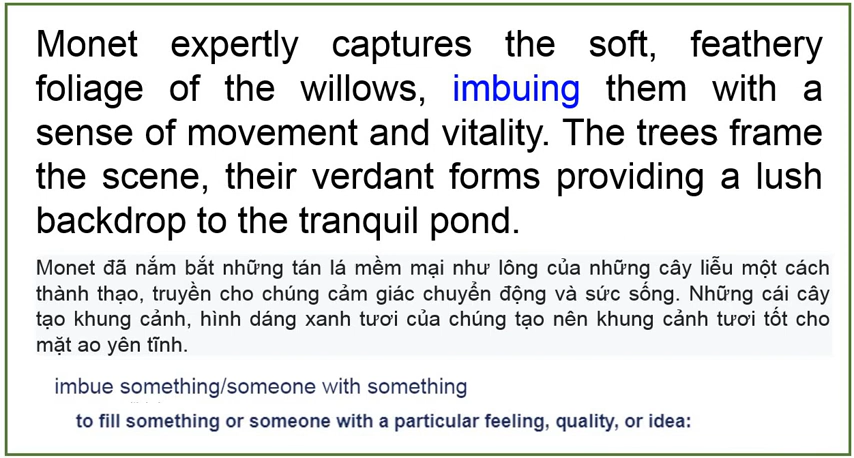 Monet expertly captures the soft, feathery
foliage of the willows, imbuing them with a
sense of movement and vitality. The trees frame
the scene, their verdant forms providing a lush
backdrop to the tranquil pond.
Monet đã nắm bắt những tán lá mềm mại như lông của những cây liễu một cách
thành thạo, truyền cho chúng cảm giác chuyển động và sức sống. Những cái cây
tạo khung cảnh, hình dáng xanh tươi của chúng tạo nên khung cảnh tươi tốt cho
mặt ao yên tĩnh.
imbue something/someone with something
to fill something or someone with a particular feeling, quality, or idea: